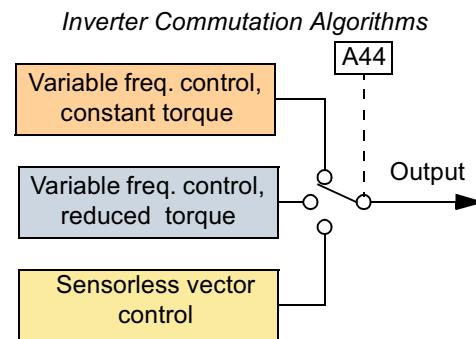 Inverter Commutation Algorithms
A44
Variable freq. control,
constant torque
Variable freq. control,
reduced torque
Output
Sensorless vector
control